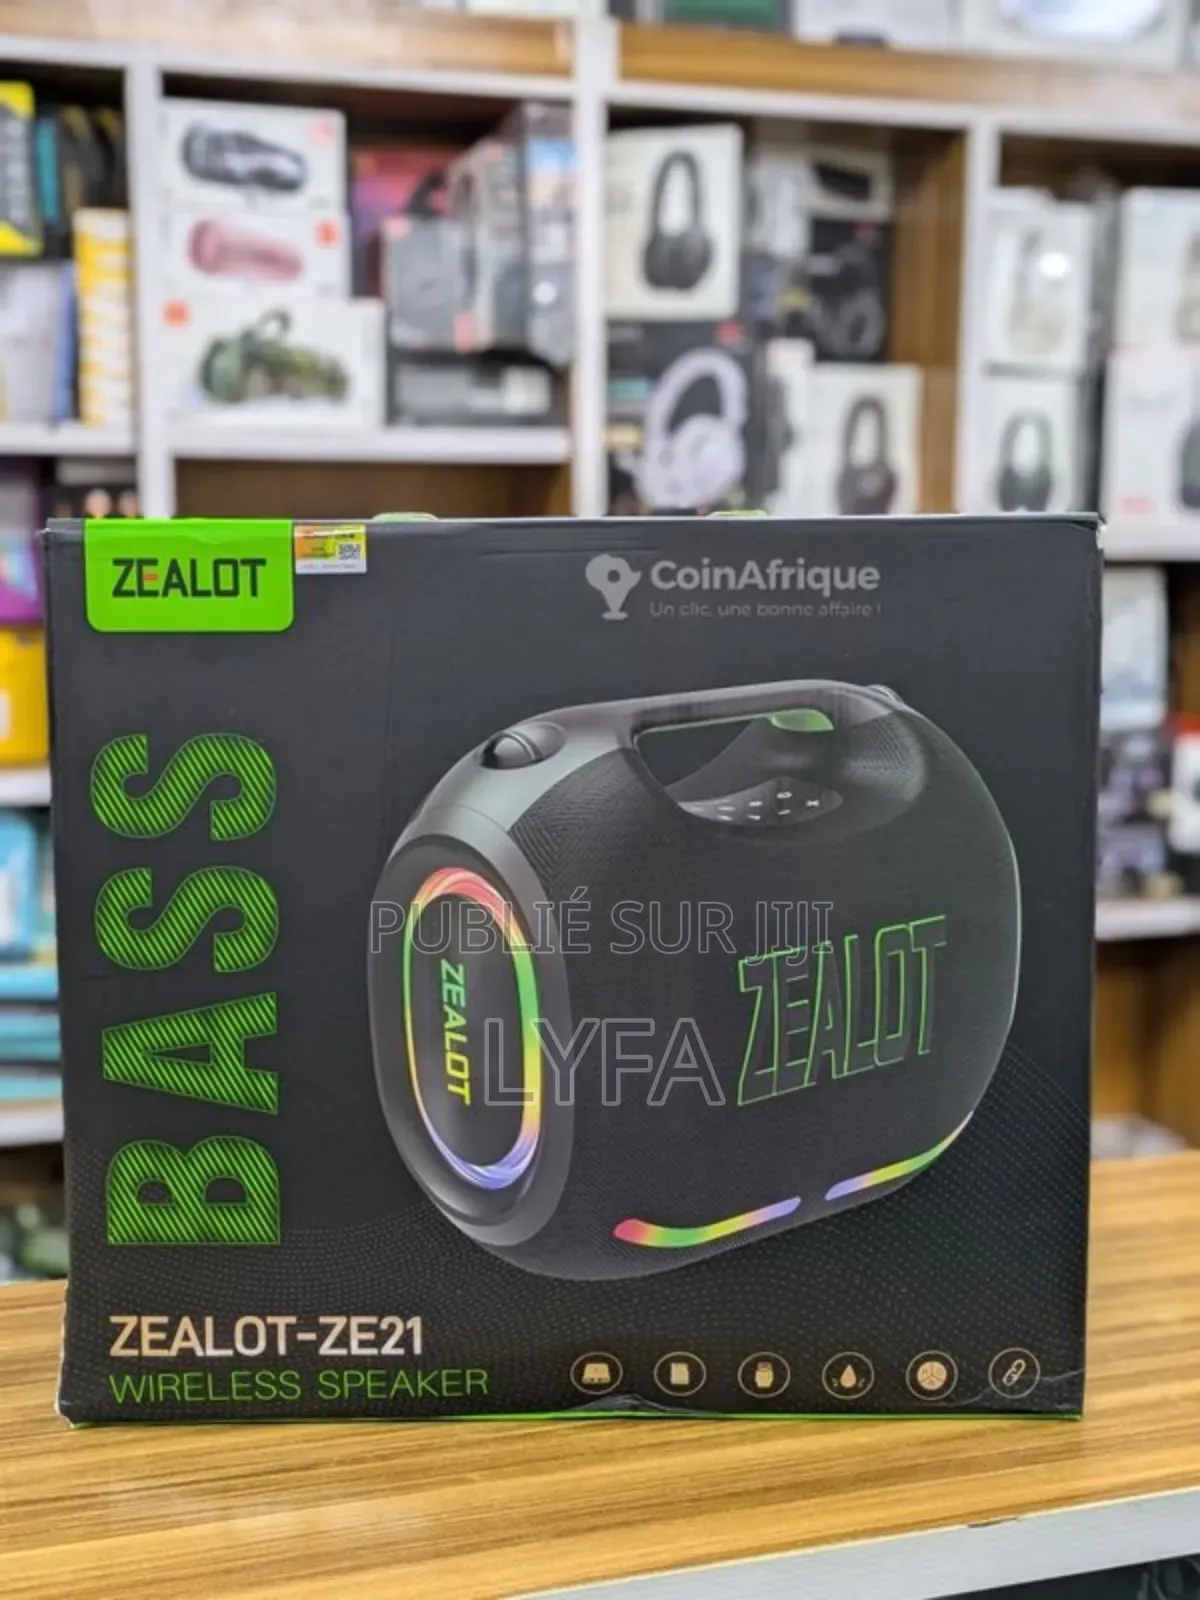 ZEALOT
CoinAfrique
Un clic, une bonne affaire !
BASS
PUBLIÉ SUR JIJI
LYFA
ZEALOT
ZEALOT
ZEALOT-ZE21
WIRELESS SPEAKER